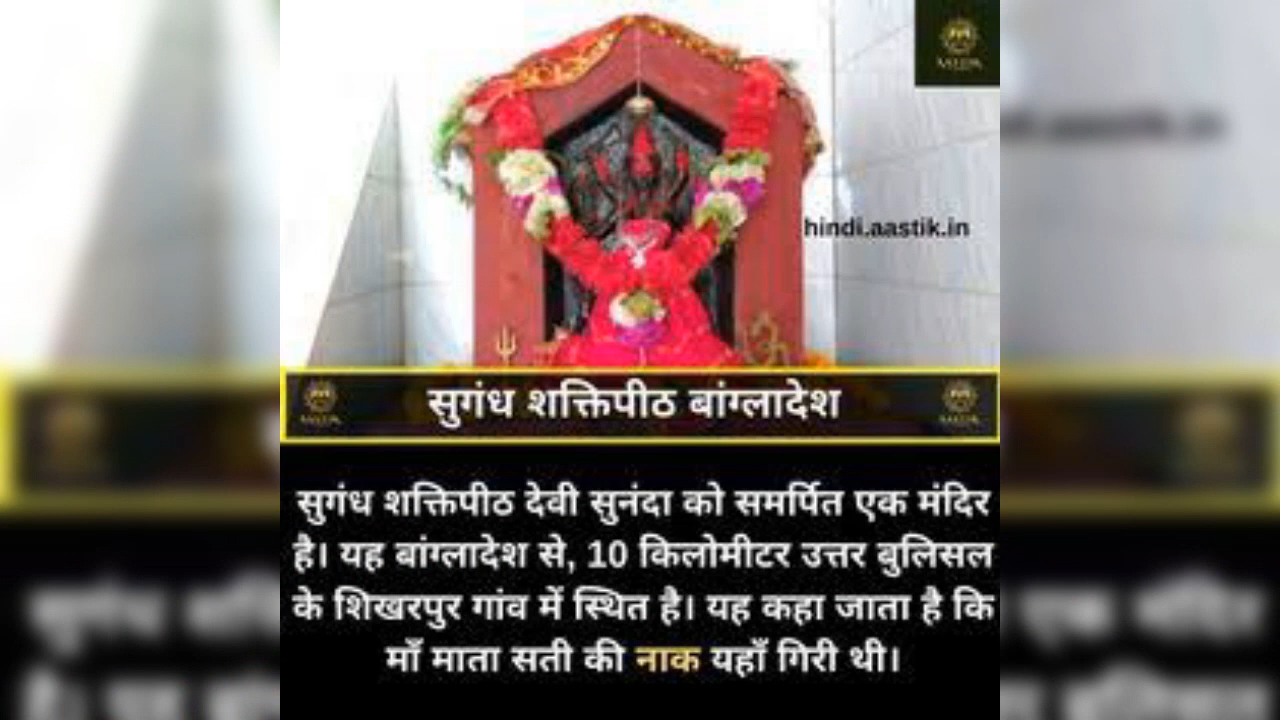 hindi.aastik.in
सुगंध शक्तिपीठ बांग्लादेश
सुगंध शक्तिपीठ देवी सुनंदा को समर्पित एक मंदिर
है। यह बांग्लादेश से, 10 किलोमीटर उत्तर बुलिसल
के शिखरपुर गांव में स्थित है। यह कहा जाता है कि
माँ माता सती की नाक यहाँ गिरी थी।